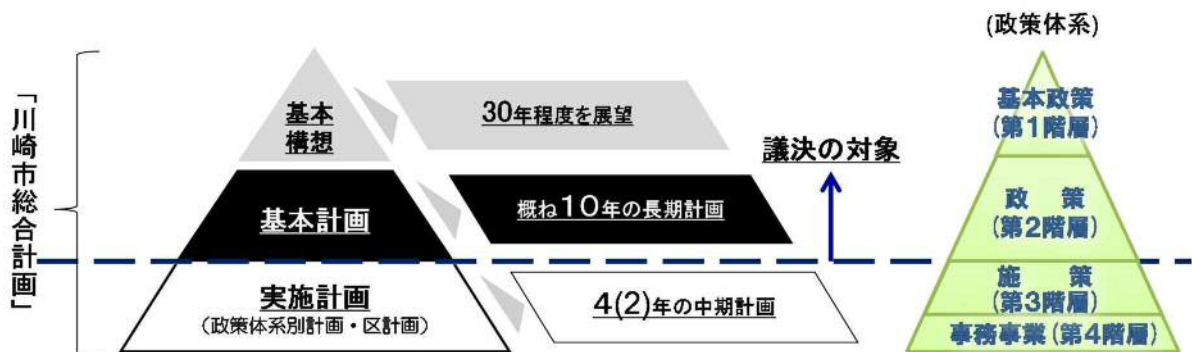 「川崎市総合計画」
基本
構想
30年程度を展望
基本計画
概ね10年の長期計画
議決の対象
実施計画
(政策体系別計画・区計画)
4(2)年の中期計画
(政策体系)
基本政策
(第1階層)
政 策
(第2階層)
施 策
(第3階層)
事務事業(第4階層)